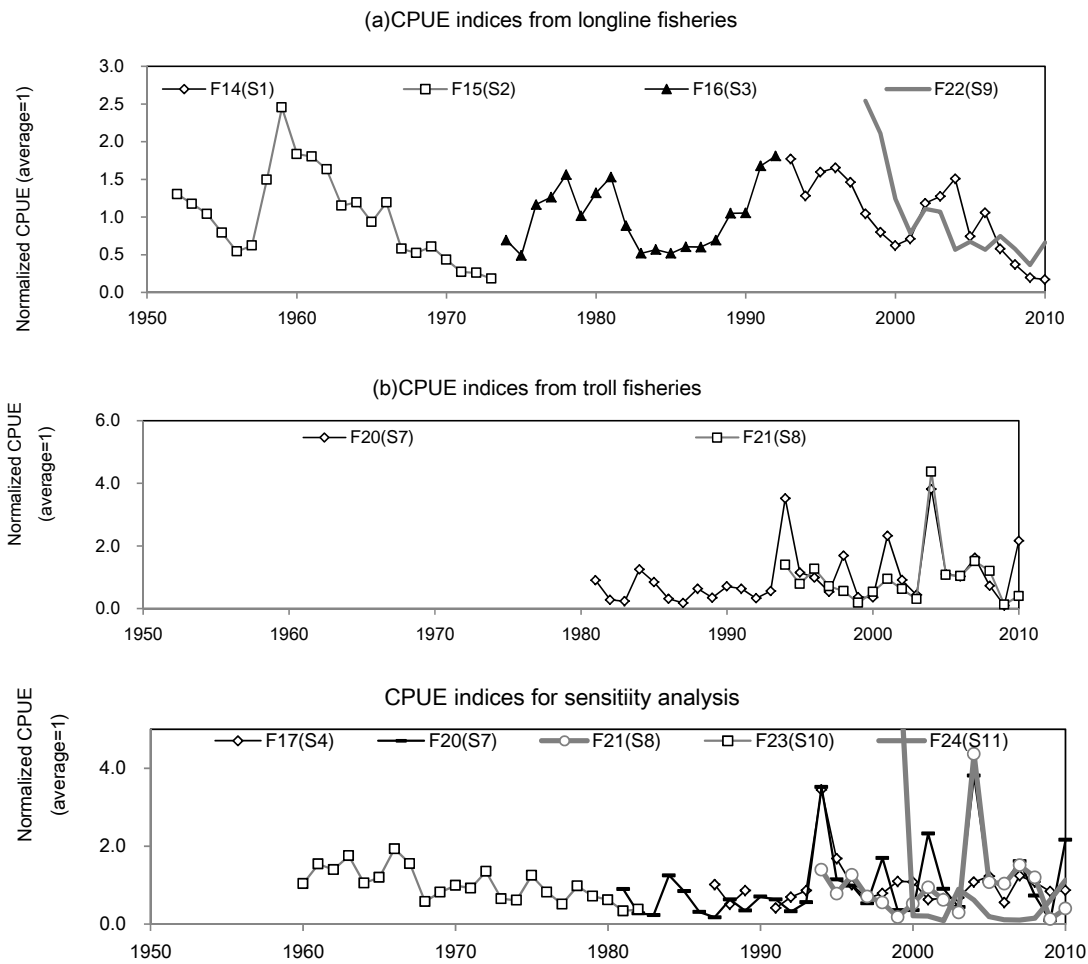 (a)CPUE indices from longline fisheries
Normalized CPUE (average=1)
3.0
2.5
2.0
1.5
1.0
0.5
0.0
F14(S1) F15(S2) F16(S3) F22(S9)
1950 1960 1970 1980 1990 2000 2010
(b)CPUE indices from troll fisheries
Normalized CPUE
(average=1)
6.0
4.0
2.0
0.0
F20(S7) F21(S8)
1950 1960 1970 1980 1990 2000 2010
CPUE indices for sensitiity analysis
Normalized CPUE
(average=1)
4.0
2.0
0.0
F17(S4) F20(S7) F21(S8) F23(S10) F24(S11)
1950 1960 1970 1980 1990 2000 2010